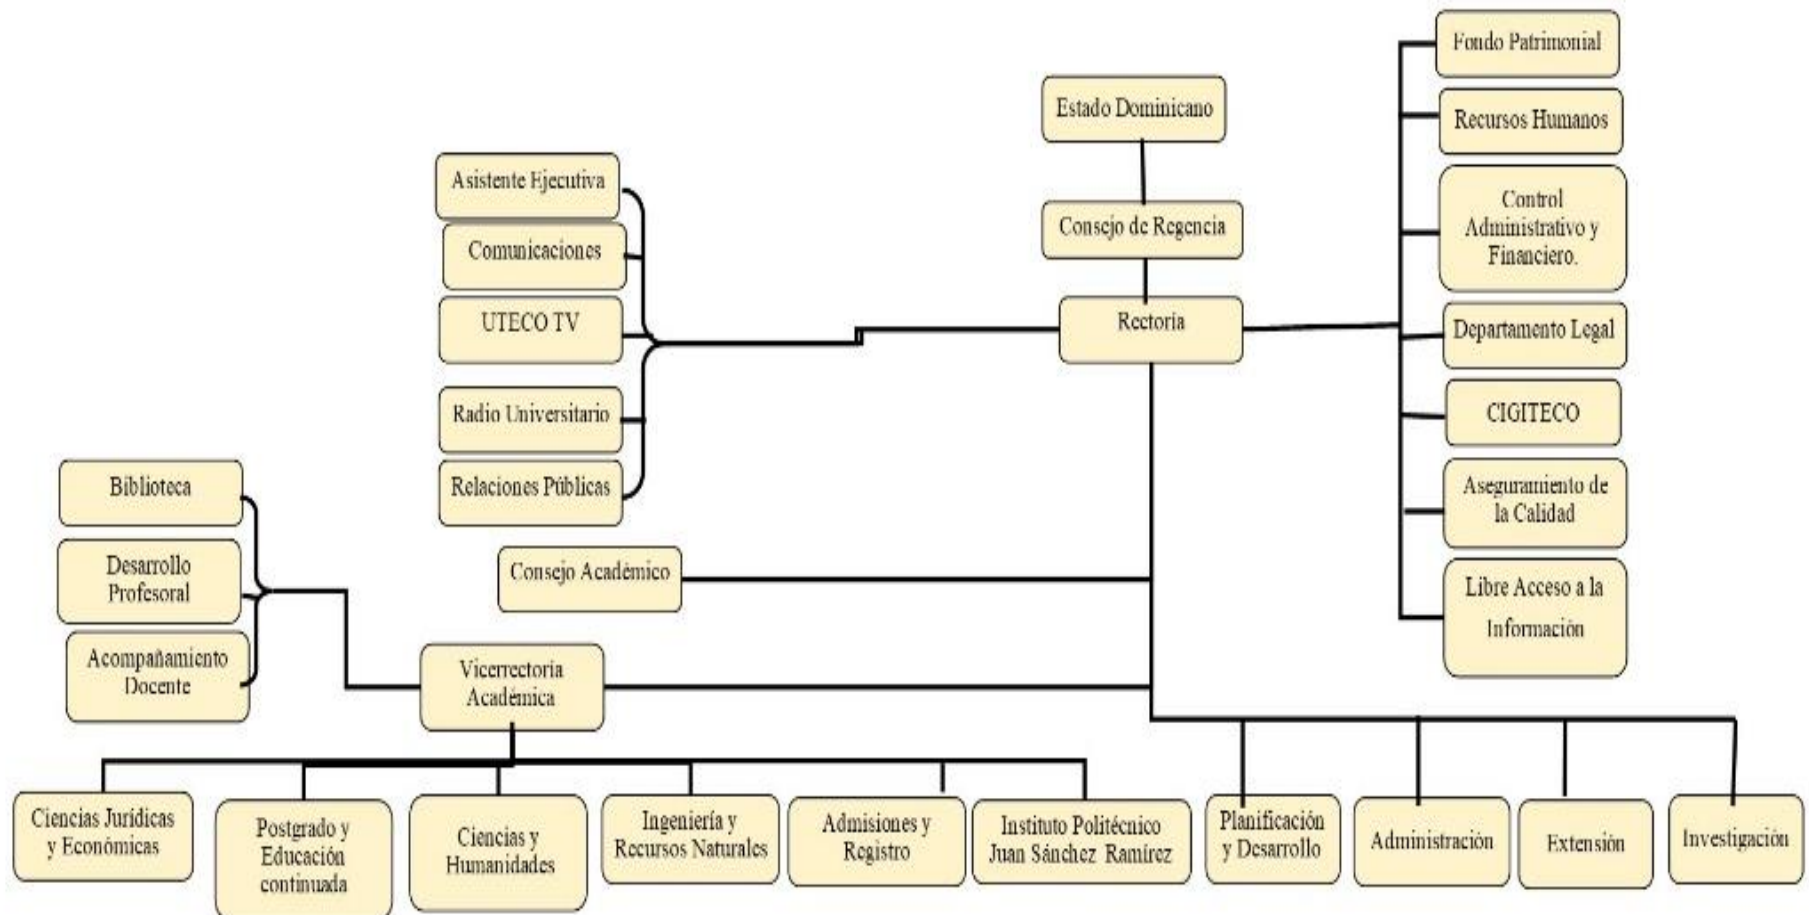 Fondo Patrimonial
Estado Dominicano
Recursos Humanos
Asistente Ejecutiva
Control
Administrativo y
Financiero.
Comunicaciones
Consejo de Regencia
UTECO TV
Rectoría
Departamento Legal
Radio Universitario
CIGITECO
Relaciones Públicas
Biblioteca
Aseguramiento de
la Calidad
Desarrollo
Profesoral
Consejo Académico
Libre Acceso a la
Información
Acompañamiento
Docente
Vicerrectoría
Académica
Ciencias Jurídicas
y Económicas
Postgrado y
Educación
continuada
Ciencias y
Humanidades
Ingeniería y
Recursos Naturales
Admisiones y
Registro
Instituto Politécnico
Juan Sánchez Ramírez
Planificación
y Desarrollo
Administración
Extensión
Investigación